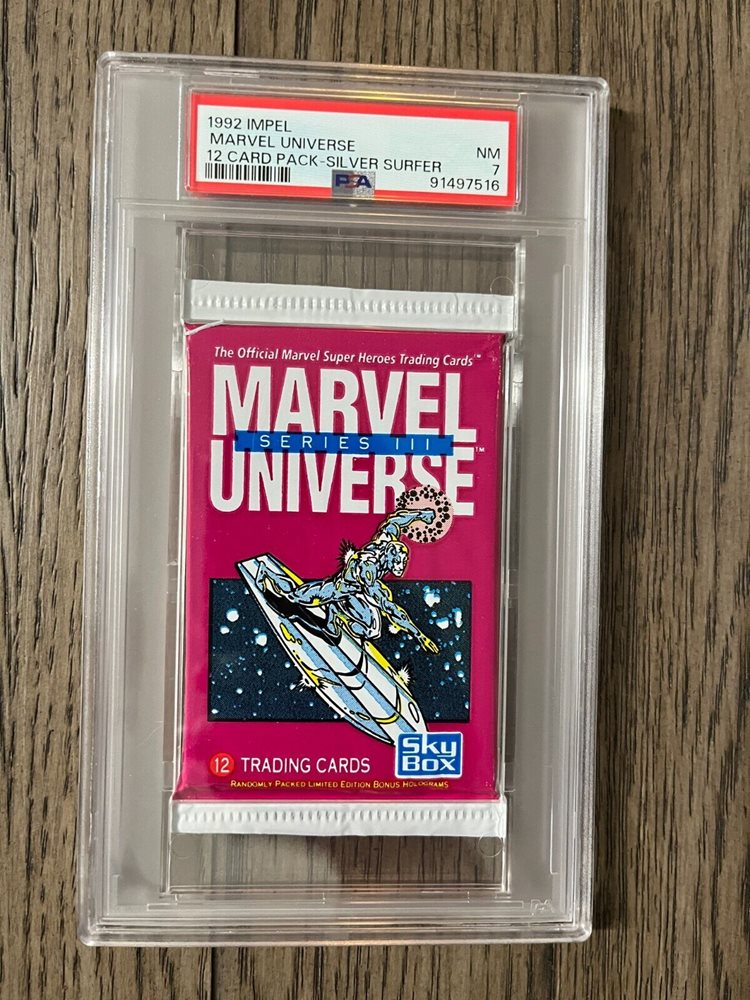 1992 IMPEL
MARVEL UNIVERSE NM
12 CARD PACK-SILVER SURFER 7
PSA 91497516
The Official Marvel Super Heroes Trading Cards™
MARVEL
SERIES III
UNIVERSE™
12 TRADING CARDS
Sky
Box
RANDOMLY PACKED LIMITED EDITION BONUS HOLOGRAMS